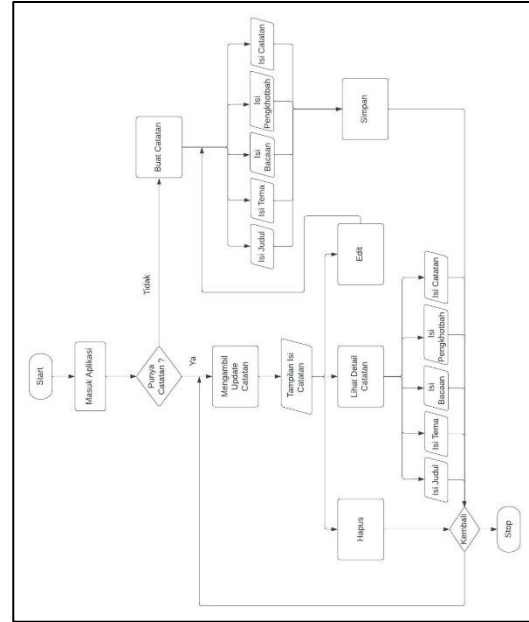 Start
Masuk Aplikasi
Punya
Catatan ?
Tidak
Ya
Buat Catatan
Isi Judul
Isi Tema
Isi
Bacaan
Isi
Pengkhotbah
Isi Catatan
Simpan
Mengambil
Update
Catatan
Tampilan Isi
Catatan
Hapus
Lihat Detail
Catatan
Edit
Isi Judul
Isi Tema
Isi
Bacaan
Isi
Pengkhotbah
Isi Catatan
Kembali
Stop